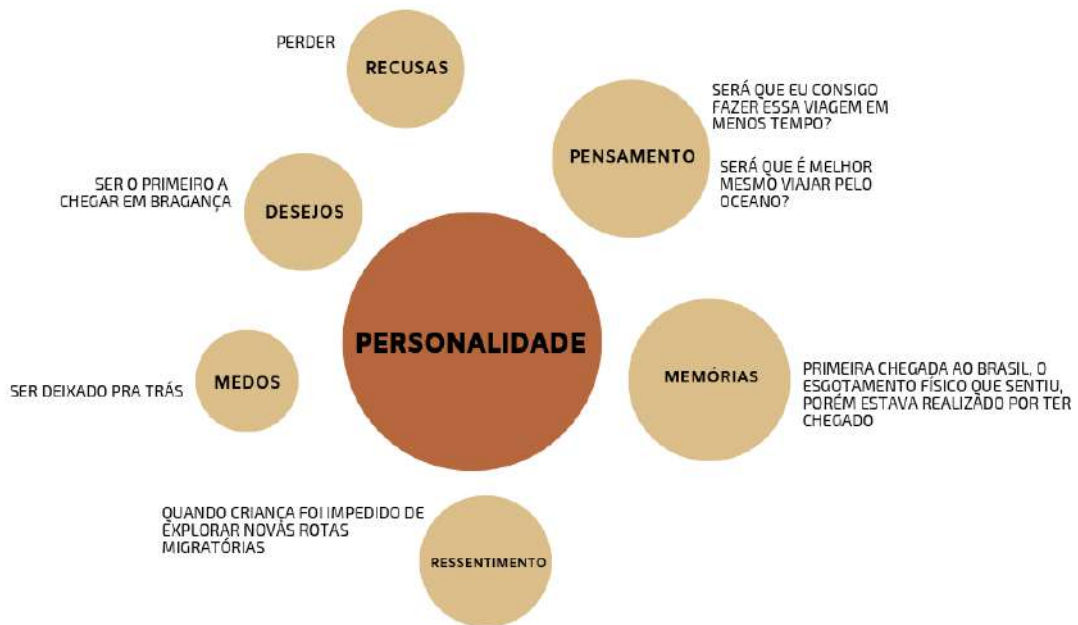 PERDER
RECUSAS
SERÁ QUE EU CONSIGO
FAZER ESSA VIAGEM EM
MENOS TEMPO?
PENSAMENTO
SERÁ QUE É MELHOR
MESMO VIAJAR PELO
OCEANO?
SER O PRIMEIRO A
CHEGAR EM BRAGANÇA
DESEJOS
PERSONALIDADE
SER DEIXADO PRA TRÁS
MEDOS
MEMÓRIAS
PRIMEIRA CHEGADA AO BRASIL, O
ESGOTAMENTO FÍSICO QUE SENTIU,
PORÉM ESTAVA REALIZADO POR TER
CHEGADO
QUANDO CRIANÇA FOI IMPEDIDO DE
EXPLORAR NOVAS ROTAS
MIGRATÓRIAS
RESSENTIMENTO